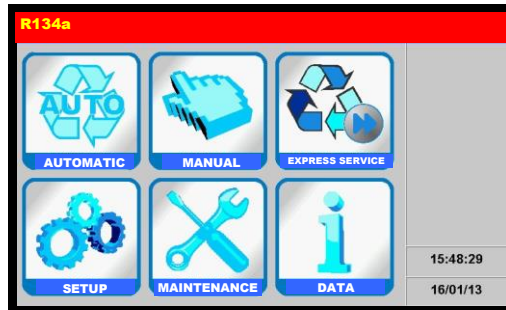 R134a
AUTO
AUTOMATIC
MANUAL
EXPRESS SERVICE
SETUP
MAINTENANCE
DATA
15:48:29
16/01/13